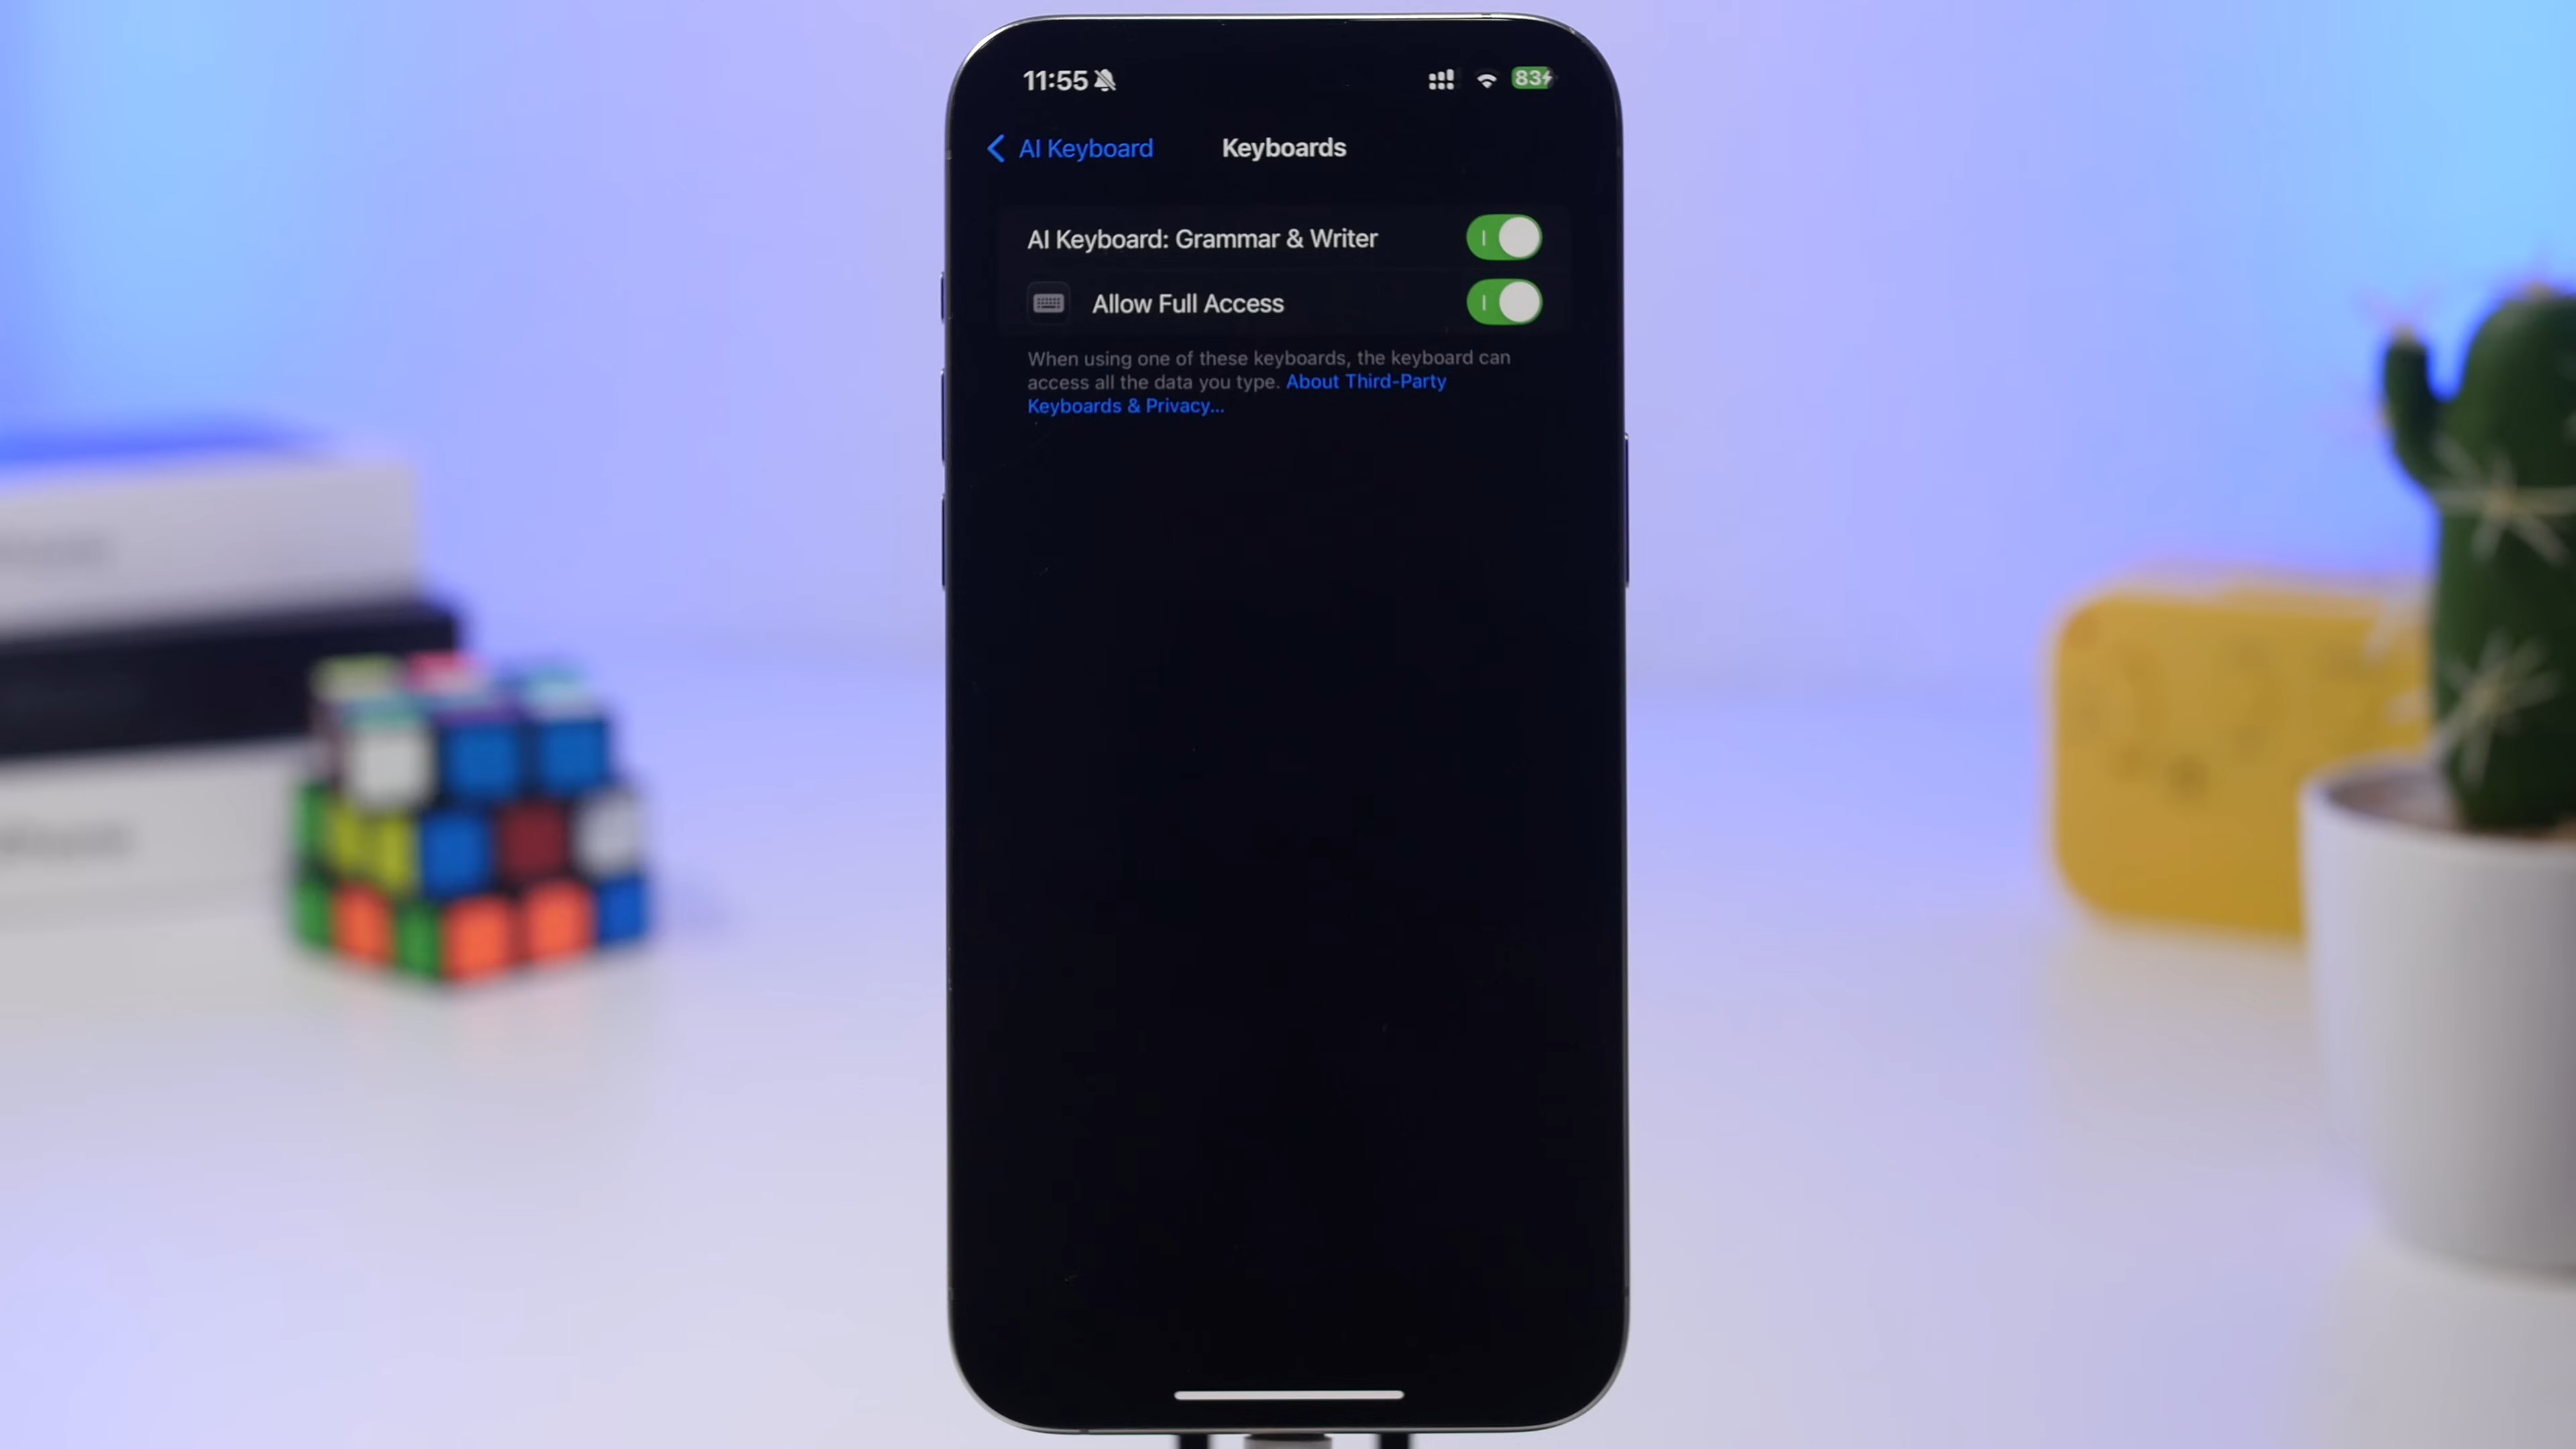 11:55
83
AI Keyboard
Keyboards
AI Keyboard: Grammar & Writer
Allow Full Access
When using one of these keyboards, the keyboard can
access all the data you type. About Third-Party
Keyboards & Privacy...